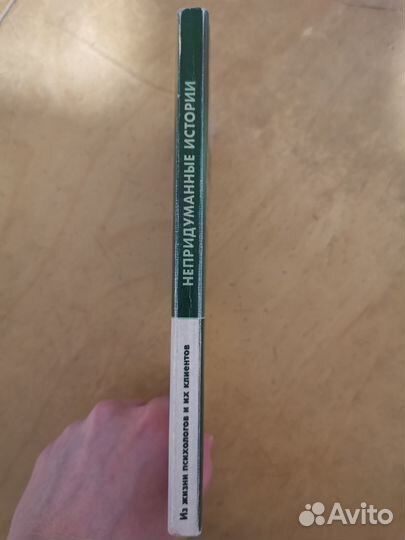 НЕПРИДУМАННЫЕ ИСТОРИИ
Из жизни психологов и их клиентов
Avito